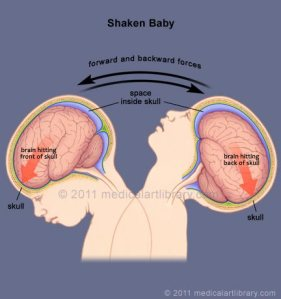 Shaken Baby
forward and backward forces
space
inside skull
brain hitting
front of skull
brain hitting
back of skull
skull
skull
© 2011 medicalartlibrary.com
© 2011 medicalartlibrary.com